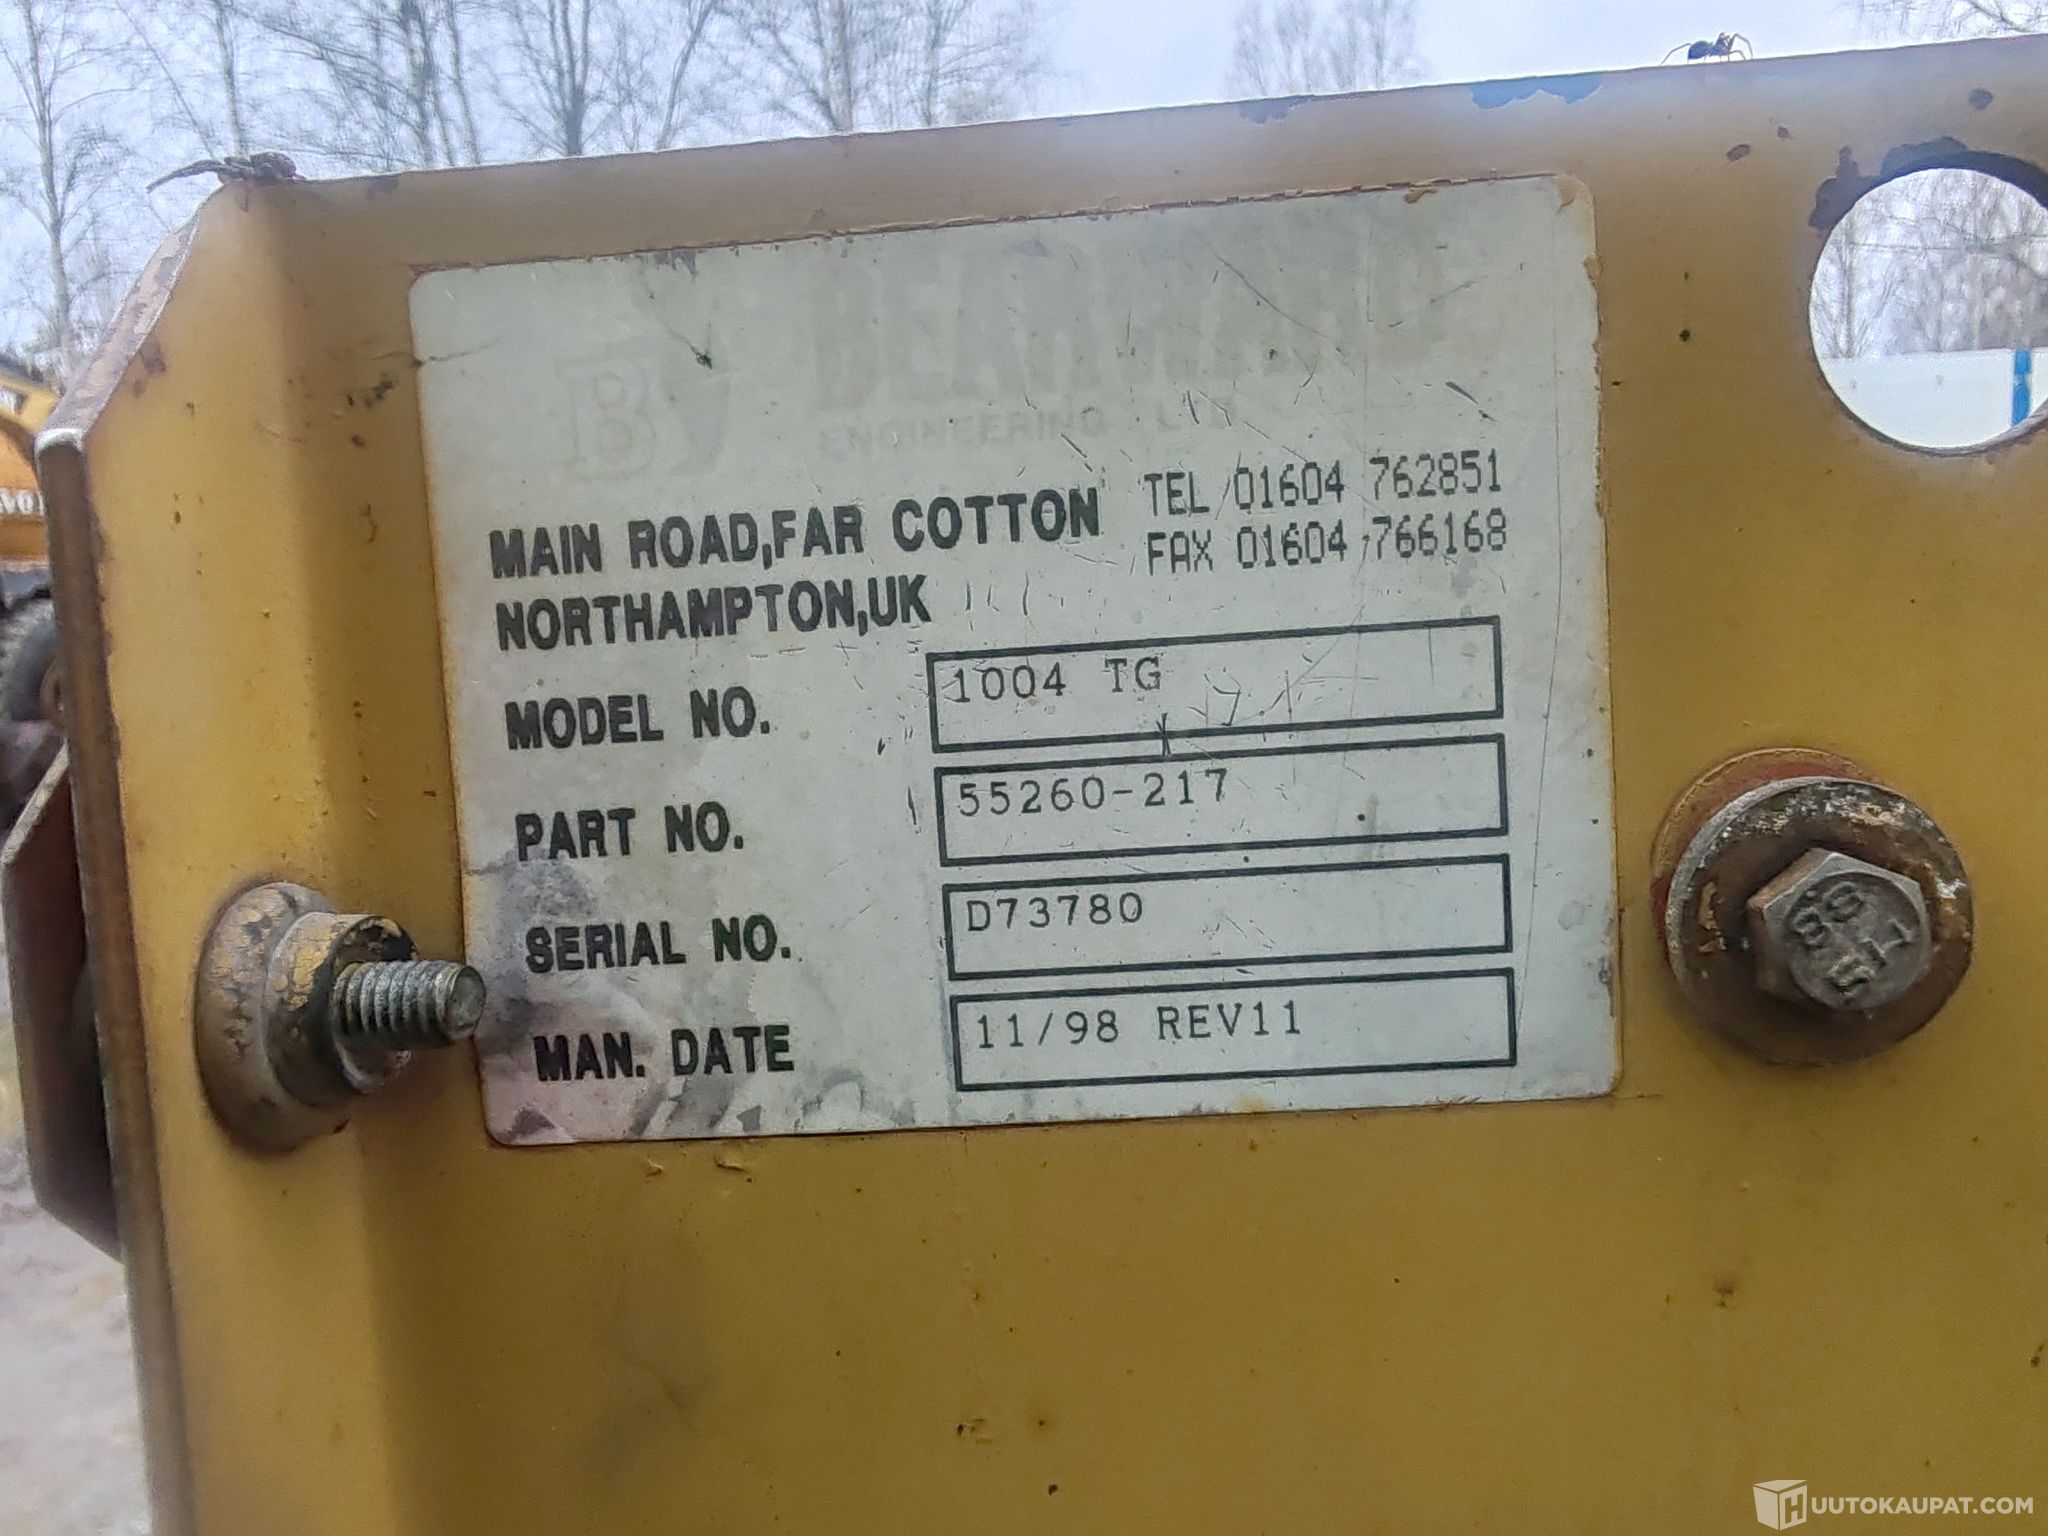 BEARWARD
ENGINEERING LTD
MAIN ROAD,FAR COTTON
NORTHAMPTON,UK
TEL 01604 762851
FAX 01604 766168
MODEL NO. 1004 TG
PART NO. 55260-217
SERIAL NO. D73780
MAN. DATE 11/98 REV11
HUUTOKAUPAT.COM